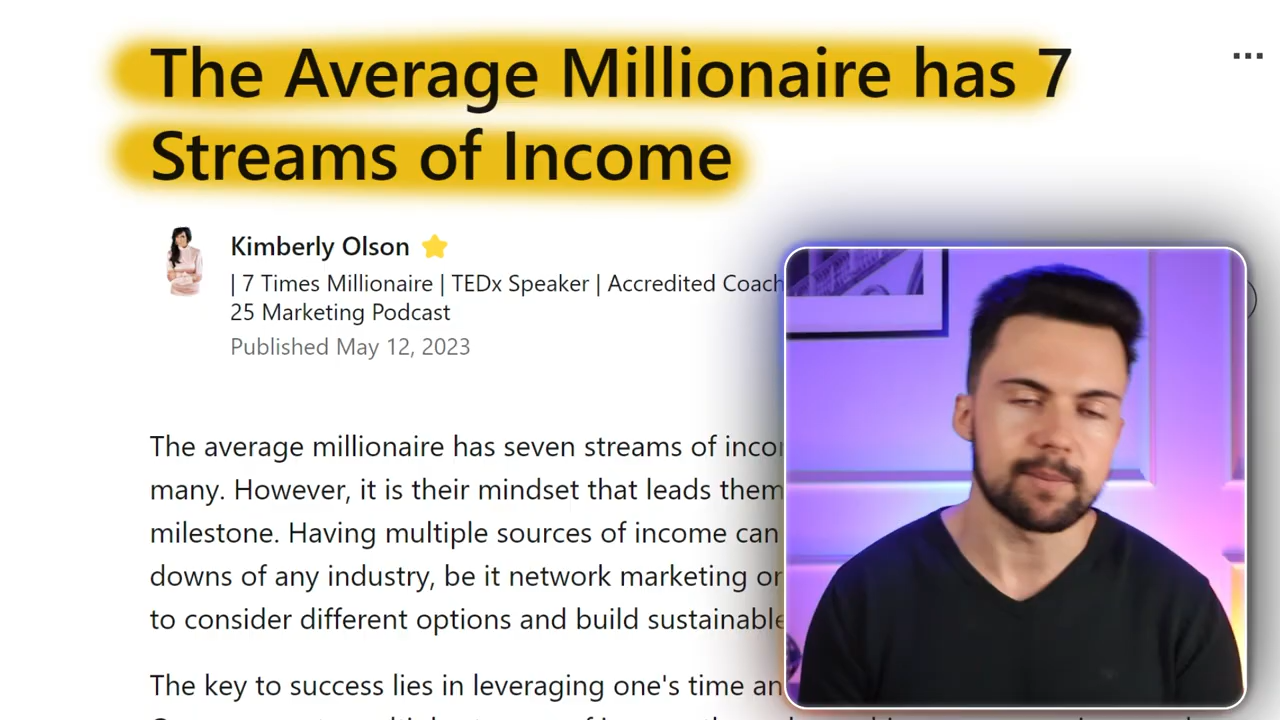 The Average Millionaire has 7
Streams of Income
Kimberly Olson
| 7 Times Millionaire | TEDx Speaker | Accredited Coach
25 Marketing Podcast
Published May 12, 2023
The average millionaire has seven streams of
many. However, it is their mindset that leads them
milestone. Having multiple sources of income can
downs of any industry, be it network marketing or
to consider different options and build sustainable
The key to success lies in leveraging one's time